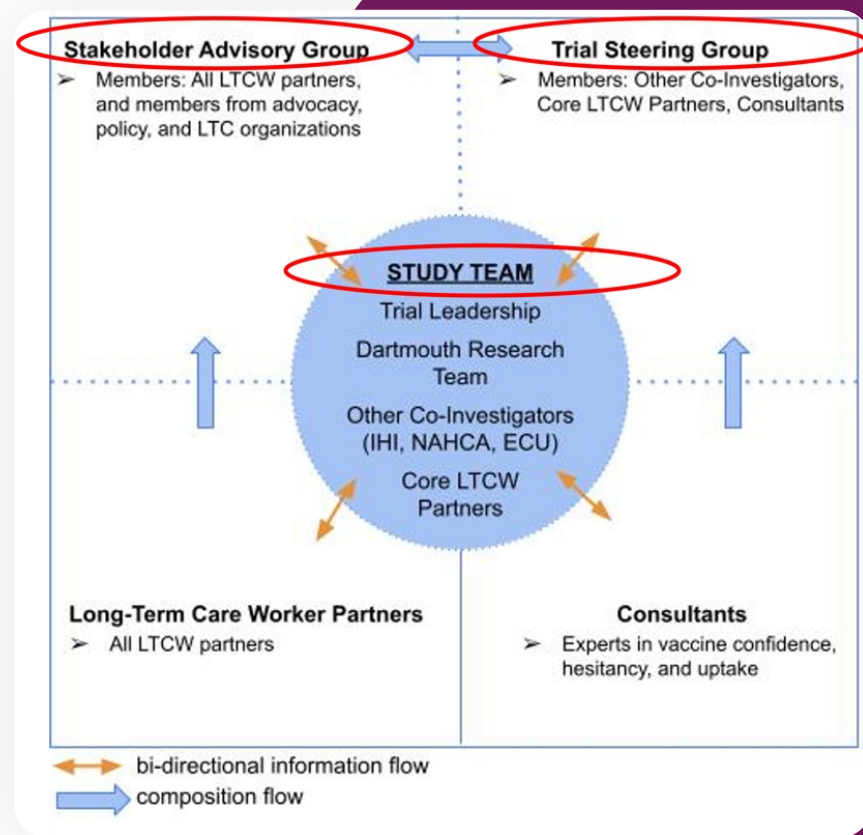 Stakeholder Advisory Group
➢ Members: All LTCW partners,
and members from advocacy,
policy, and LTC organizations
Trial Steering Group
➢ Members: Other Co-Investigators,
Core LTCW Partners, Consultants
STUDY TEAM
Trial Leadership
Dartmouth Research
Team
Other Co-Investigators
(IHI, NAHCA, ECU)
Core LTCW
Partners
Long-Term Care Worker Partners
➢ All LTCW partners
Consultants
➢ Experts in vaccine confidence,
hesitancy, and uptake
bi-directional information flow
composition flow